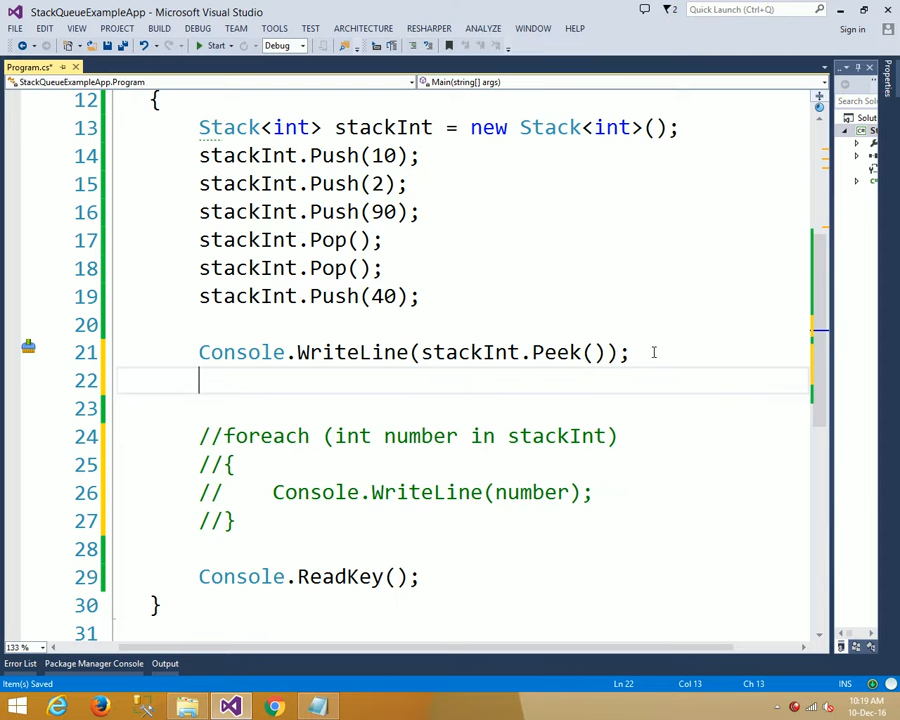 StackQueueExampleApp - Microsoft Visual Studio
2
Quick Launch (Ctrl+Q)
FILE EDIT VIEW PROJECT BUILD DEBUG TEAM TOOLS TEST ARCHITECTURE RESHARPER ANALYZE WINDOW HELP
Sign in
Start
Debug
Program.cs*
StackQueueExampleApp.Program
Main(string[] args)
Properties
Search Solu
Solut
12 {
13 Stack<int> stackInt = new Stack<int>();
14 stackInt.Push(10);
15 stackInt.Push(2);
16 stackInt.Push(90);
17 stackInt.Pop();
18 stackInt.Pop();
19 stackInt.Push(40);
20
21 Console.WriteLine(stackInt.Peek());
22
23
24 //foreach (int number in stackInt)
25 //{
26 //    Console.WriteLine(number);
27 //}
28
29 Console.ReadKey();
30 }
31
133 %
Error List Package Manager Console Output
Item(s) Saved
Ln 22 Col 13 Ch 13 INS
10:19 AM
10-Dec-16